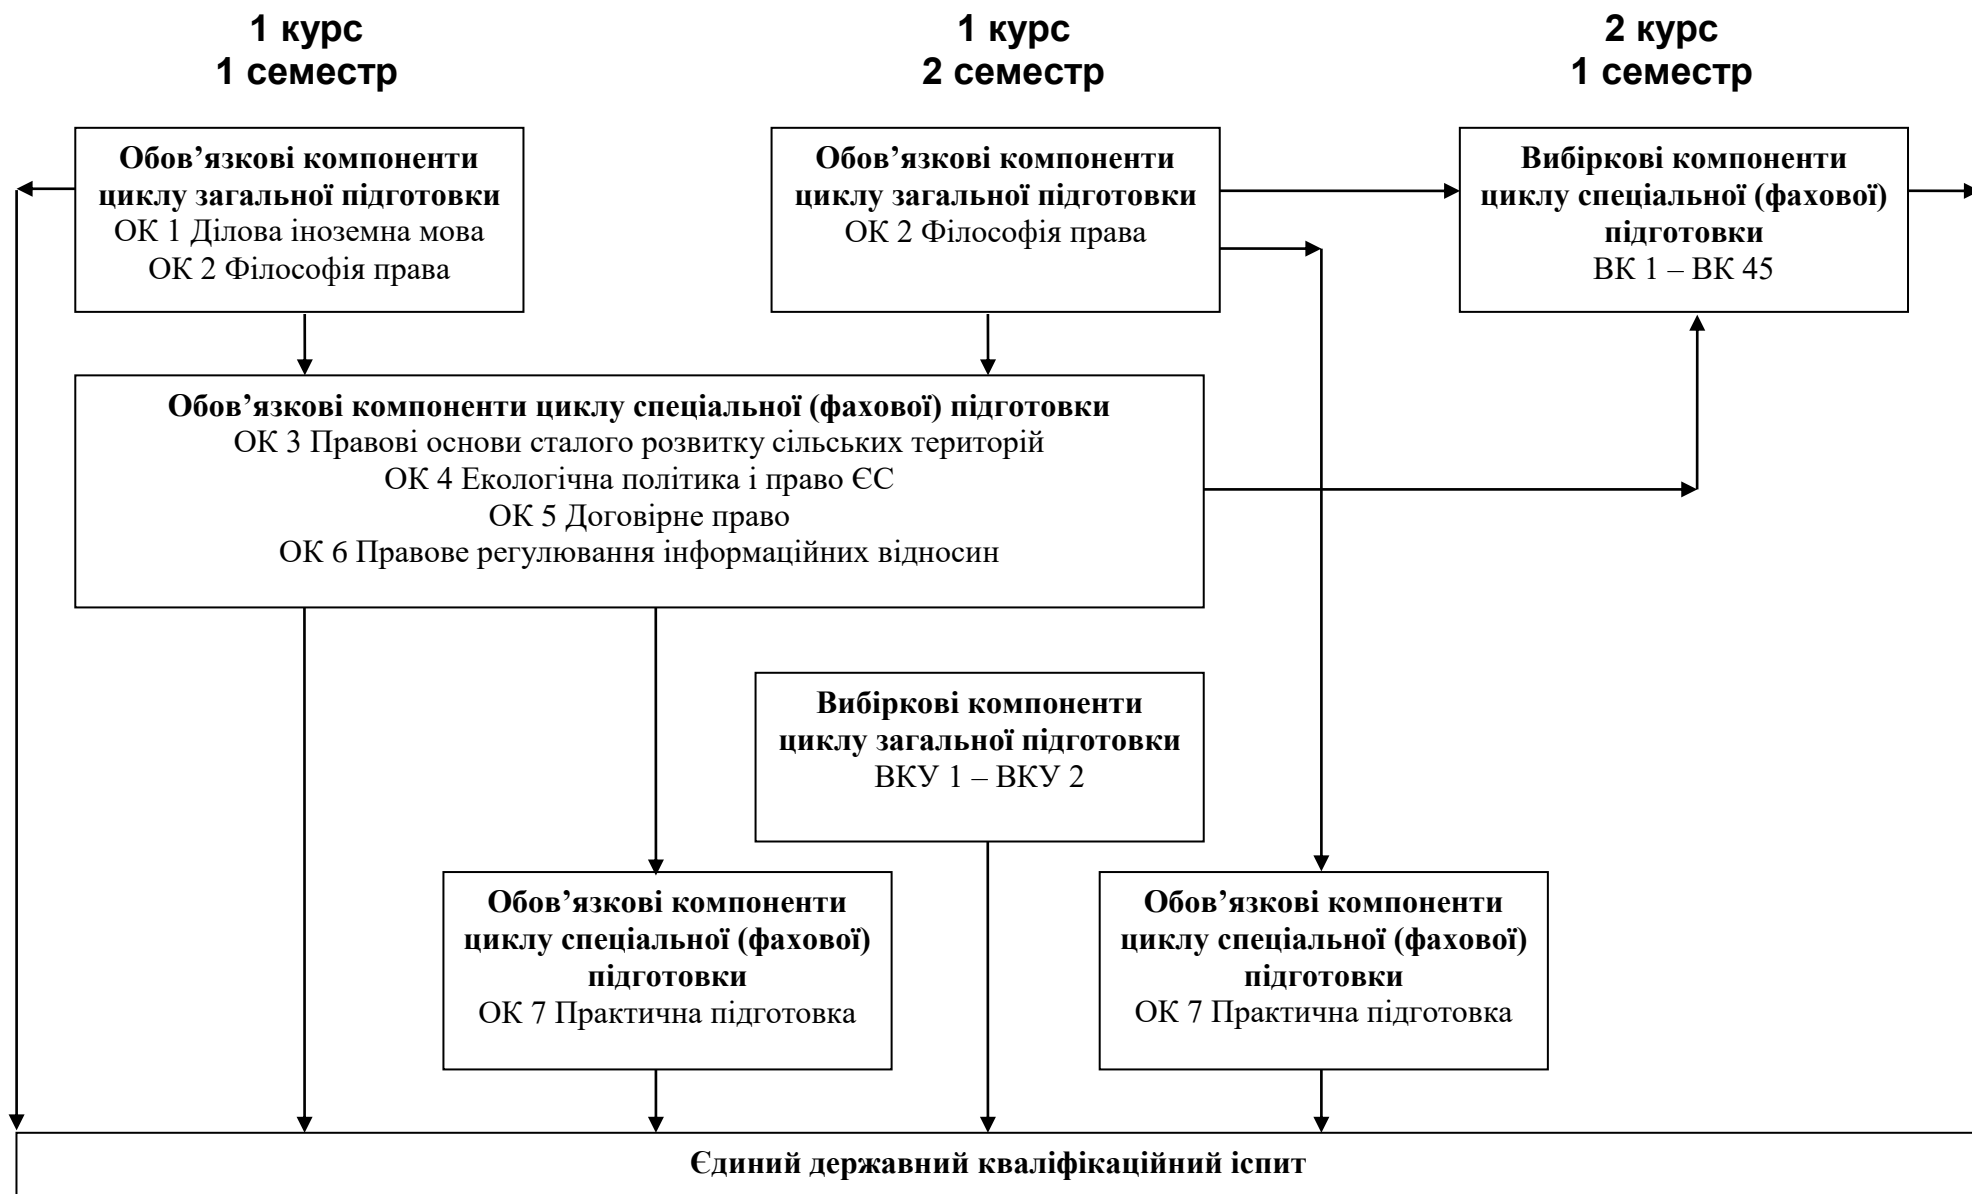 1 курс
1 семестр
1 курс
2 семестр
2 курс
1 семестр
Обов’язкові компоненти
циклу загальної підготовки
ОК 1 Ділова іноземна мова
ОК 2 Філософія права
Обов’язкові компоненти
циклу загальної підготовки
ОК 2 Філософія права
Вибіркові компоненти
циклу спеціальної (фахової)
підготовки
ВК 1 – ВК 45
Обов’язкові компоненти циклу спеціальної (фахової) підготовки
ОК 3 Правові основи сталого розвитку сільських територій
ОК 4 Екологічна політика і право ЄС
ОК 5 Договірне право
ОК 6 Правове регулювання інформаційних відносин
Вибіркові компоненти
циклу загальної підготовки
ВКУ 1 – ВКУ 2
Обов’язкові компоненти
циклу спеціальної (фахової)
підготовки
ОК 7 Практична підготовка
Обов’язкові компоненти
циклу спеціальної (фахової)
підготовки
ОК 7 Практична підготовка
Єдиний державний кваліфікаційний іспит